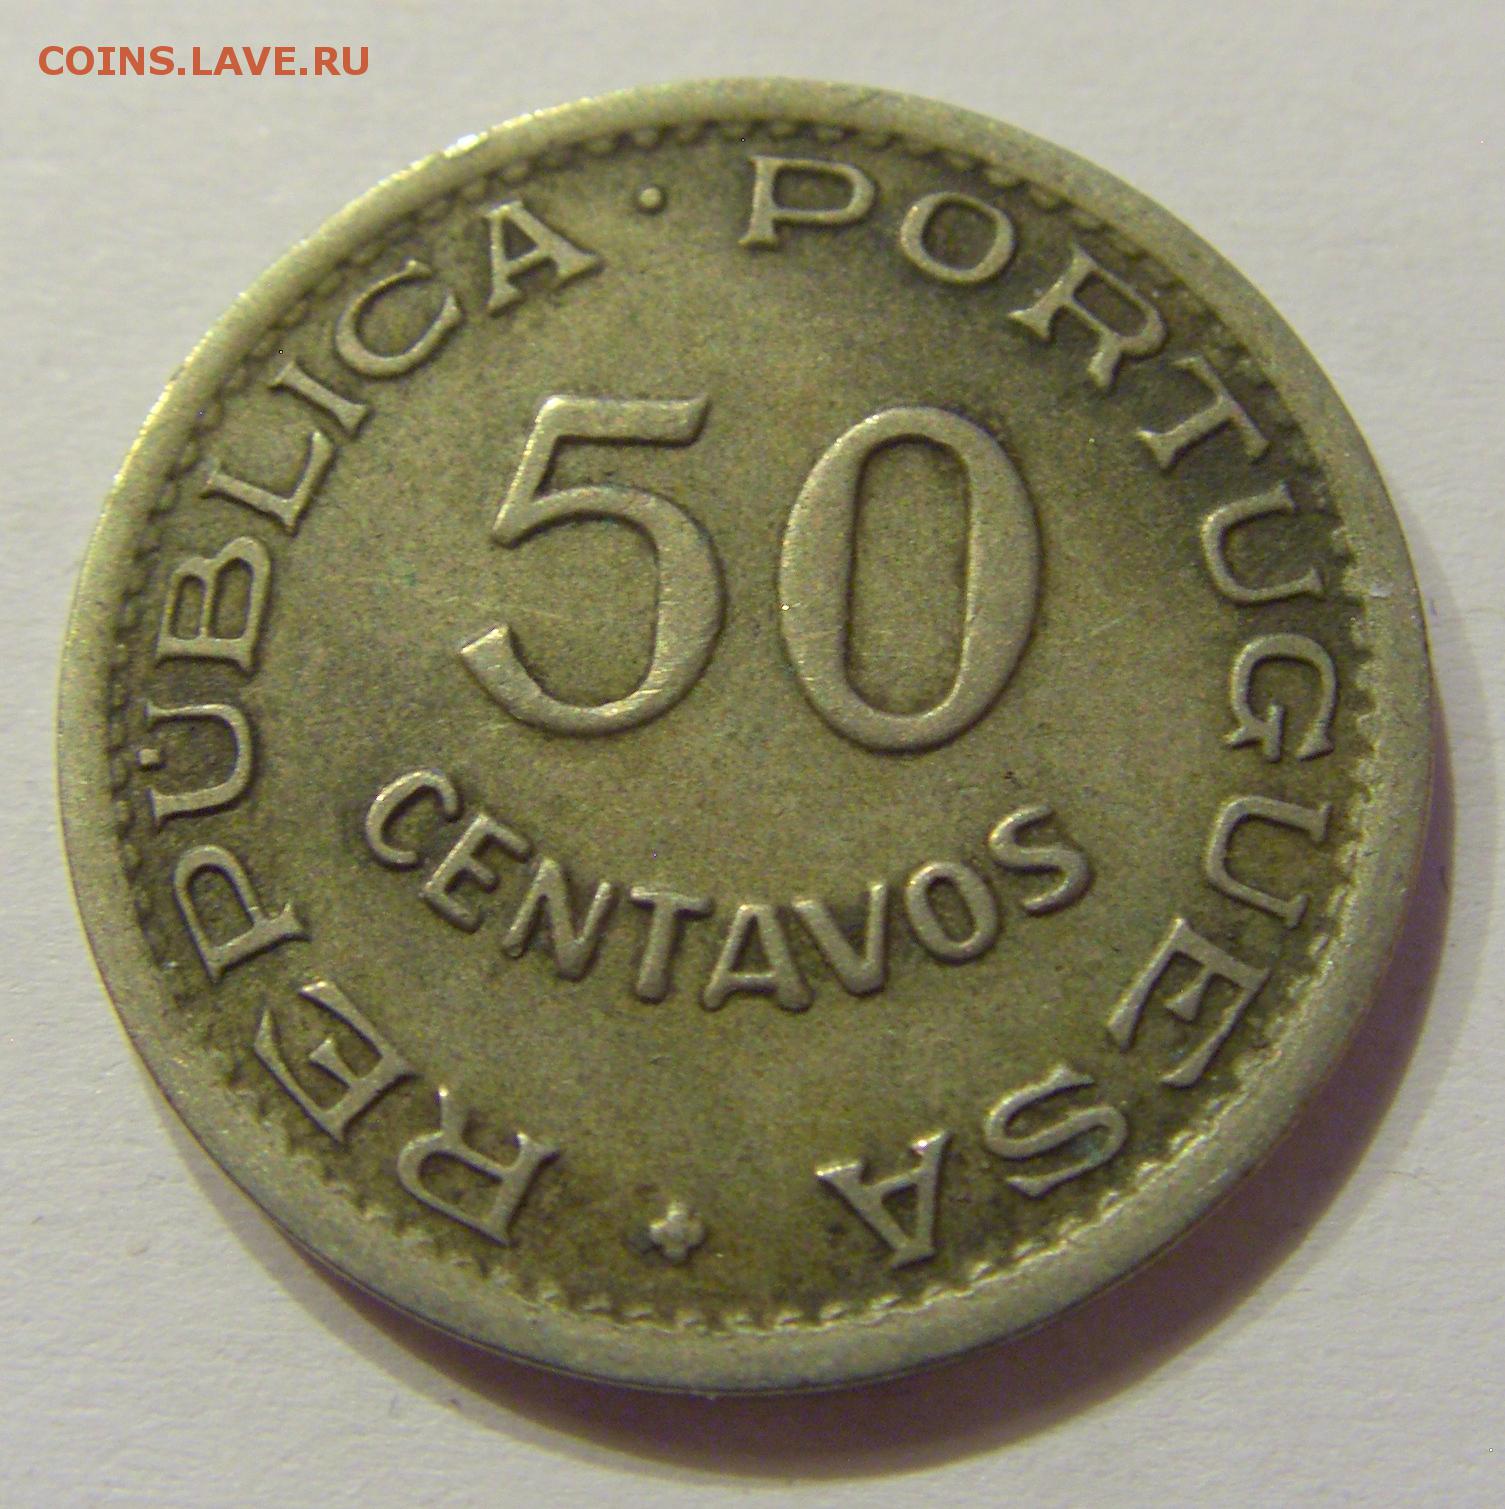 COINS.LAVE.RU
REPÚBLICA · PORTUGUESA
50
CENTAVOS